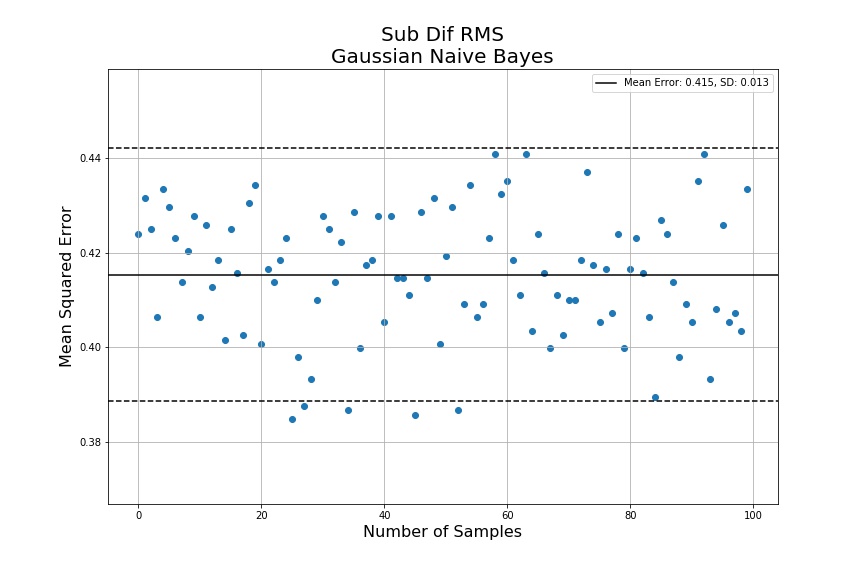 Sub Dif RMS
Gaussian Naive Bayes
Mean Error: 0.415, SD: 0.013
Mean Squared Error
0.44
0.42
0.40
0.38
0 20 40 60 80 100
Number of Samples